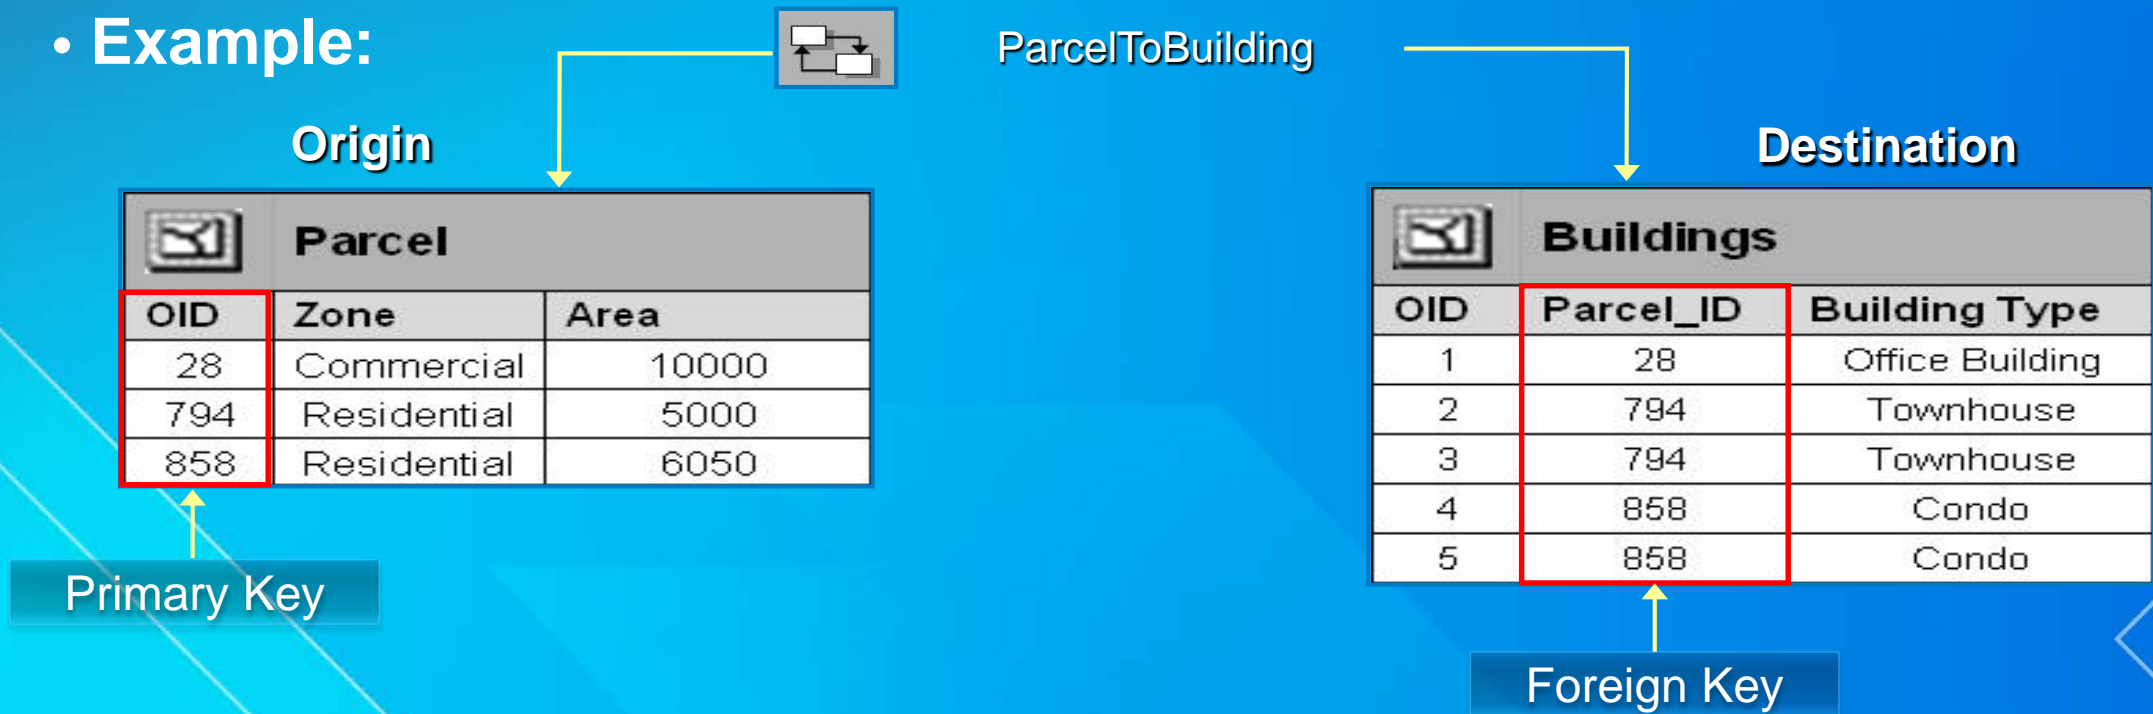 • Example:
ParcelToBuilding
Origin
Destination
Parcel
OID Zone Area
28 Commercial 10000
794 Residential 5000
858 Residential 6050
Primary Key
Buildings
OID Parcel_ID Building Type
1 28 Office Building
2 794 Townhouse
3 794 Townhouse
4 858 Condo
5 858 Condo
Foreign Key